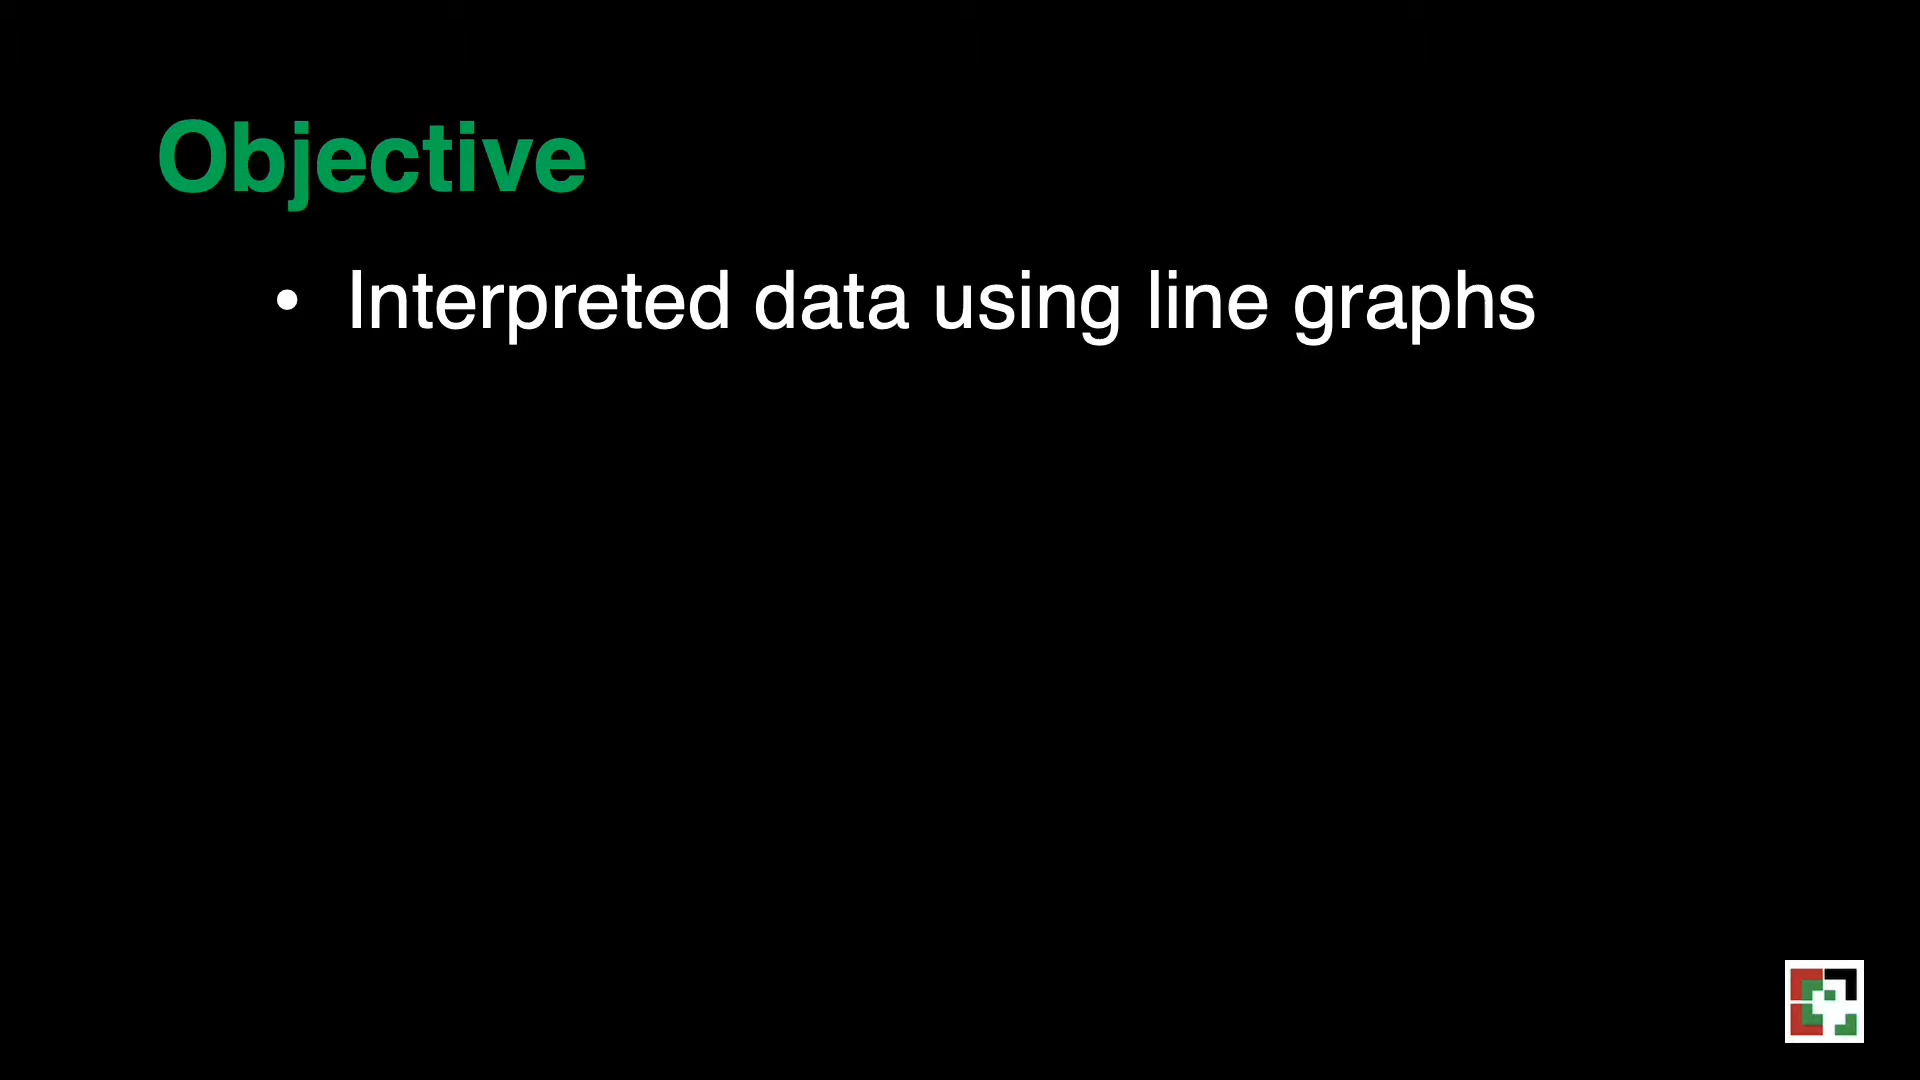 Objective
• Interpreted data using line graphs